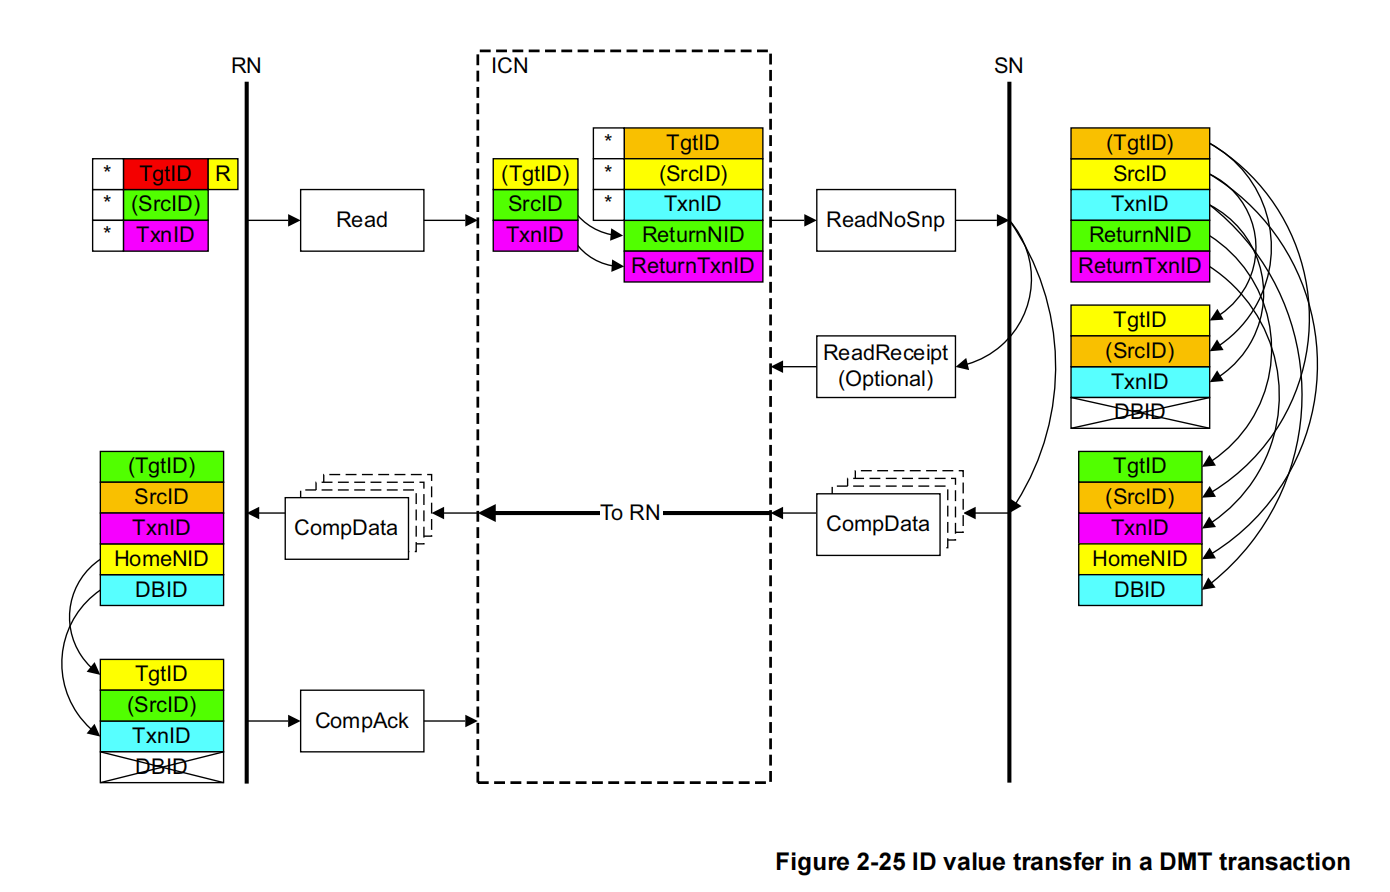 RN
ICN
SN
* TgtID R
* (SrcID)
* TxnID
Read
(TgtID)
SrcID
TxnID
* TgtID
* (SrcID)
* TxnID
ReturnNID
ReturnTxnID
ReadNoSnp
(TgtID)
SrcID
TxnID
ReturnNID
ReturnTxnID
ReadReceipt
(Optional)
TgtID
(SrcID)
TxnID
DBID
(TgtID)
SrcID
TxnID
HomeNID
DBID
CompData
To RN
CompData
TgtID
(SrcID)
TxnID
HomeNID
DBID
TgtID
(SrcID)
TxnID
DBID
CompAck
Figure 2-25 ID value transfer in a DMT transaction